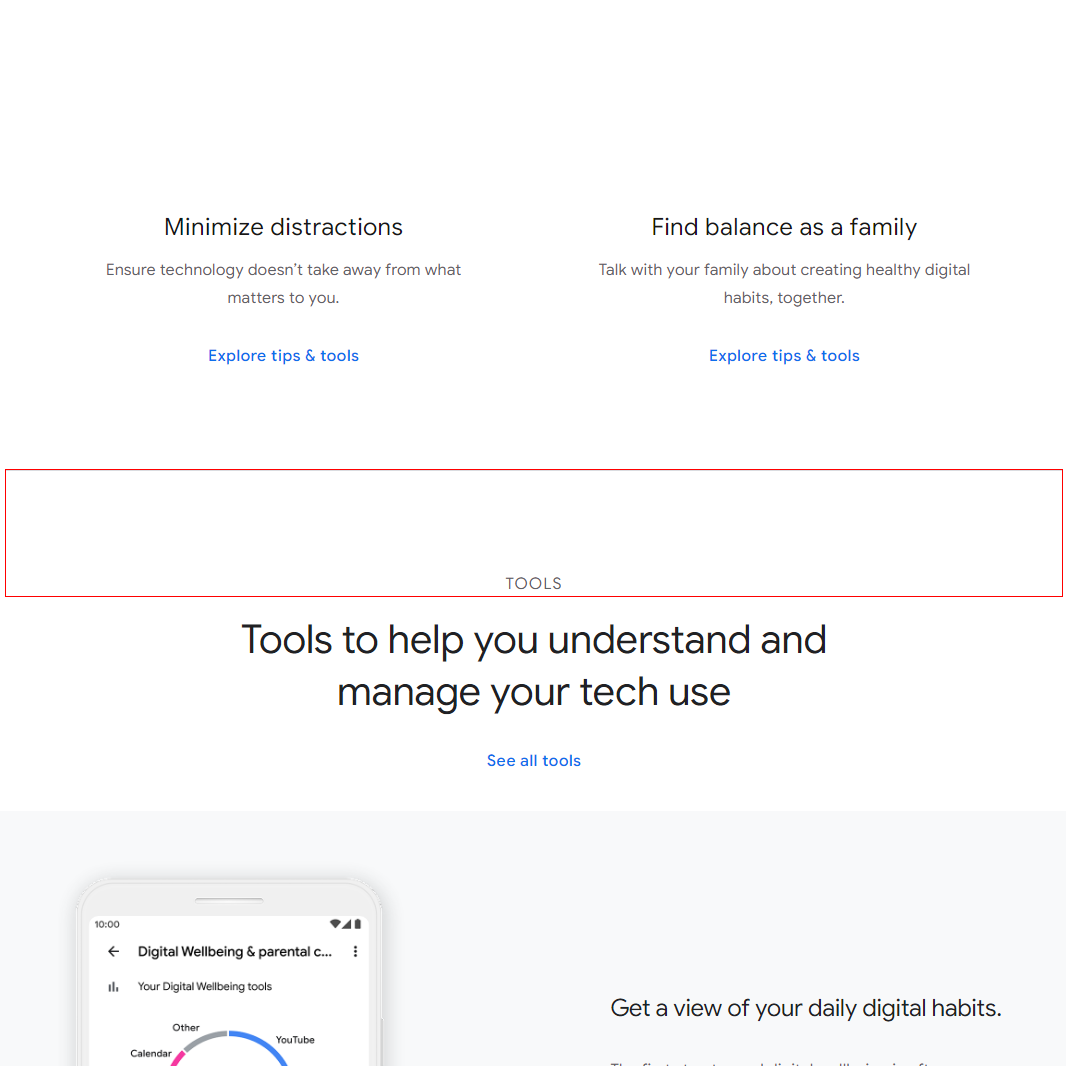 Minimize distractions
Ensure technology doesn’t take away from what
matters to you.
Explore tips & tools
Find balance as a family
Talk with your family about creating healthy digital
habits, together.
Explore tips & tools
TOOLS
Tools to help you understand and
manage your tech use
See all tools
10:00
Digital Wellbeing & parental c...
Your Digital Wellbeing tools
Other
YouTube
Calendar
Get a view of your daily digital habits.